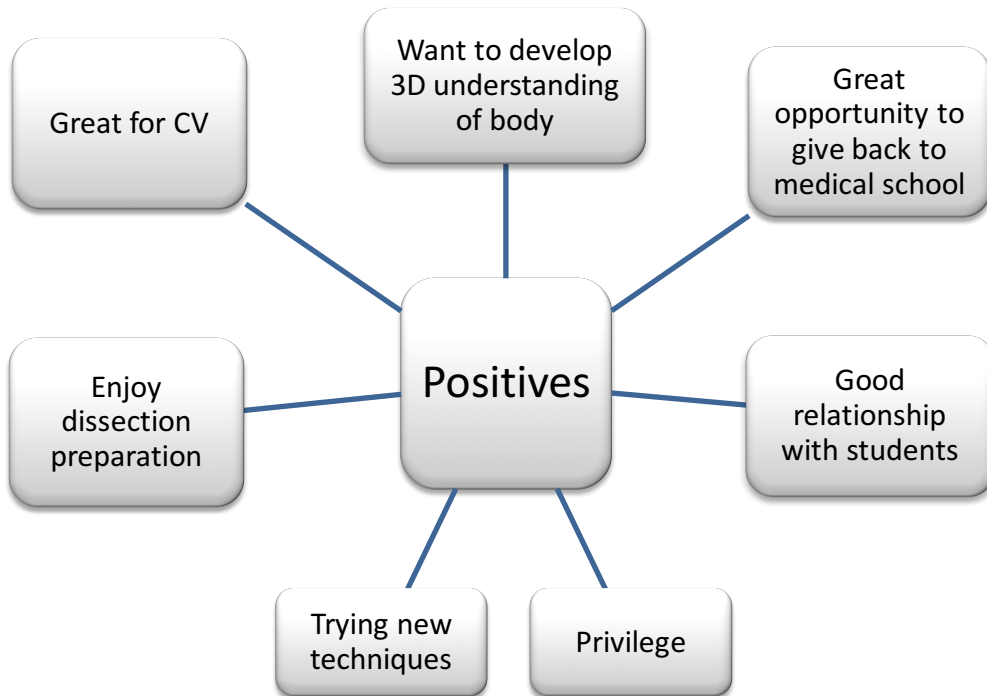 Want to develop
3D understanding
of body
Great for CV
Great
opportunity to
give back to
medical school
Positives
Enjoy
dissection
preparation
Good
relationship
with students
Trying new
techniques
Privilege